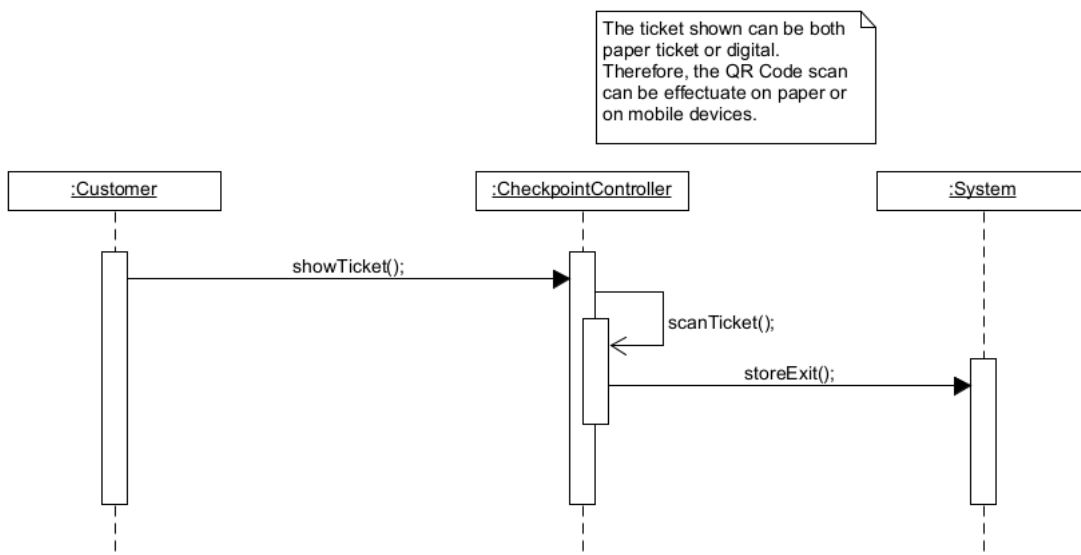 The ticket shown can be both
paper ticket or digital.
Therefore, the QR Code scan
can be effectuate on paper or
on mobile devices.
:Customer
:CheckpointController
:System
showTicket();
scanTicket();
storeExit();